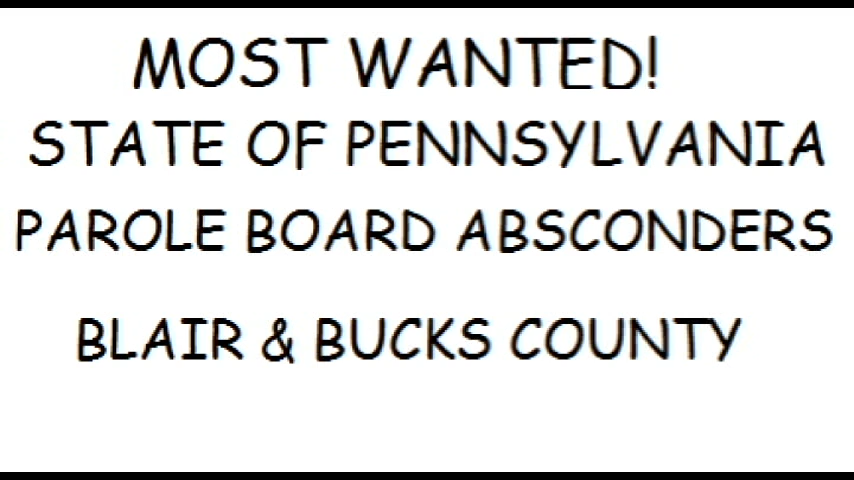 MOST WANTED!
STATE OF PENNSYLVANIA
PAROLE BOARD ABSCONDERS
BLAIR & BUCKS COUNTY